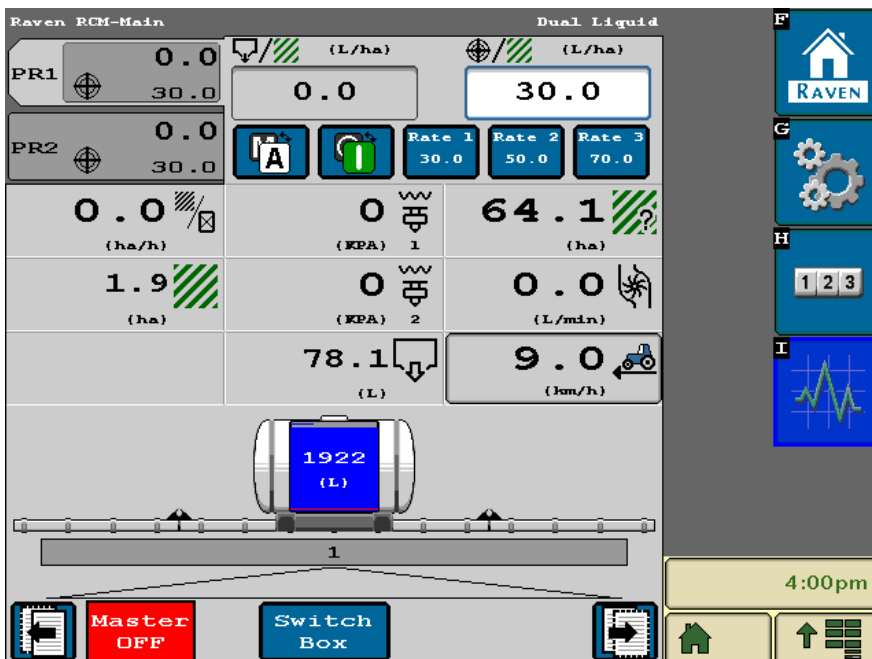 Raven RCM-Main Dual Liquid
PR1 0.0 30.0
(L/ha) 0.0
(L/ha) 30.0
PR2 0.0 30.0
M A
I
Rate 1 30.0
Rate 2 50.0
Rate 3 70.0
0.0 (ha/h)
0 (KPA) 1
64.1 ? (ha)
1.9 (ha)
0 (KPA) 2
0.0 (L/min)
78.1 (L)
9.0 (km/h)
1922
(L)
1
Master
OFF
Switch
Box
F
RAVEN
G
H
1 2 3
I
4:00pm